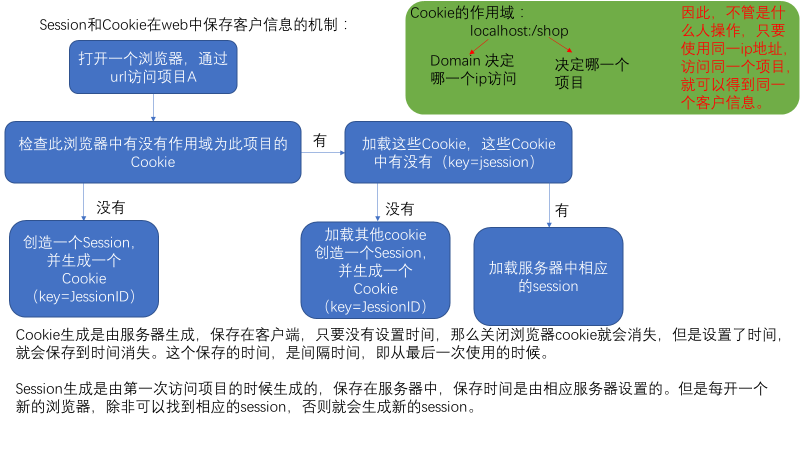 Session和Cookie在web中保存客户信息的机制：
打开一个浏览器，通过
url访问项目A
Cookie的作用域：
localhost:/shop
Domain 决定
哪一个ip访问
决定哪一个
项目
因此，不管是什
么人操作，只要
使用同一ip地址，
访问同一个项目，
就可以得到同一
个客户信息。
检查此浏览器中有没有作用域为此项目的
Cookie
有
加载这些Cookie，这些Cookie
中有没有（key=jsession）
没有
没有
有
创造一个Session，
并生成一个
Cookie
（key=JessionID）
加载其他cookie
创造一个Session，
并生成一个
Cookie
（key=JessionID）
加载服务器中相应
的session
Cookie生成是由服务器生成，保存在客户端，只要没有设置时间，那么关闭浏览器cookie就会消失，但是设置了时间，
就会保存到时间消失。这个保存的时间，是间隔时间，即从最后一次使用的时候。
Session生成是由第一次访问项目的时候生成的，保存在服务器中，保存时间是由相应服务器设置的。但是每开一个
新的浏览器，除非可以找到相应的session，否则就会生成新的session。